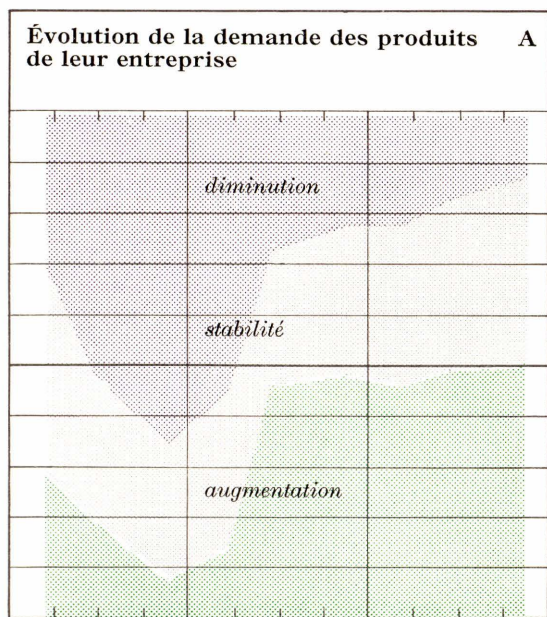 Évolution de la demande des produits A
de leur entreprise
diminution
stabilité
augmentation